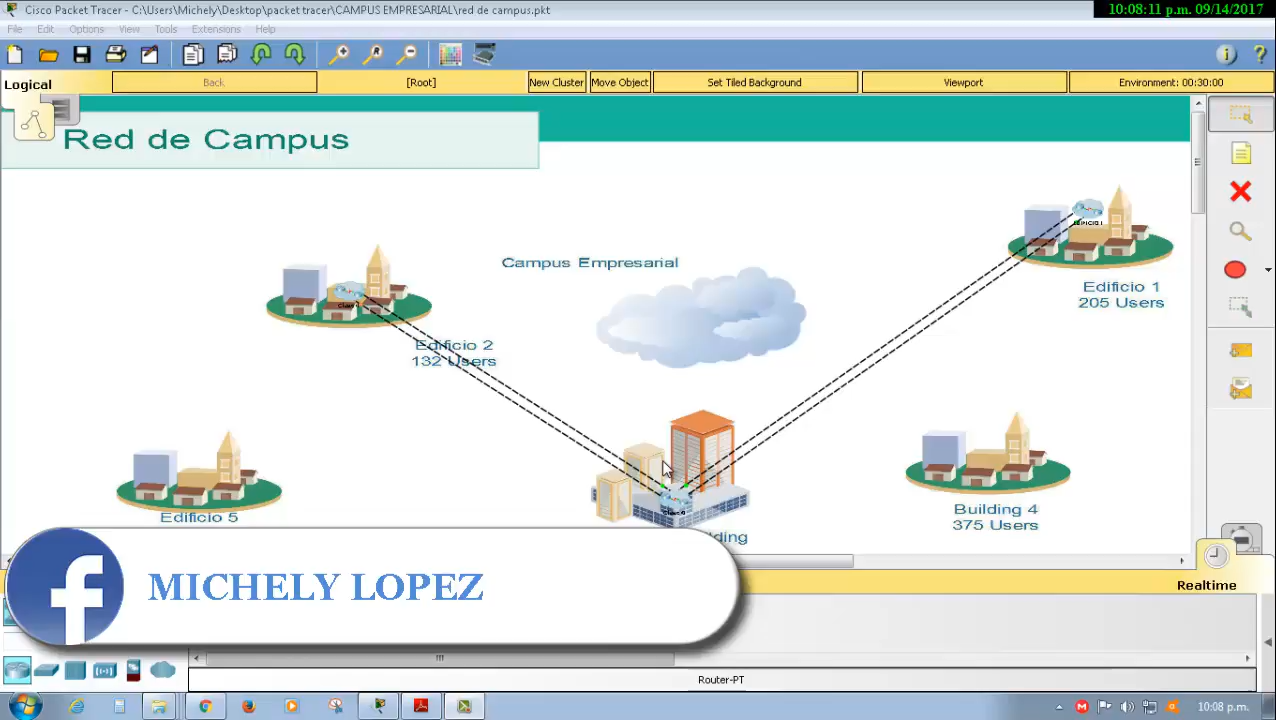 Cisco Packet Tracer - C:\Users\Michely\Desktop\packet tracer\CAMPUS EMPRESARIAL\red de campus.pkt
10:08:11 p.m. 09/14/2017
File Edit Options View Tools Extensions Help
Logical
Back
[Root]
New Cluster
Move Object
Set Tiled Background
Viewport
Environment: 00:30:00
Red de Campus
EDIFICIO 1
Campus Empresarial
Edificio 1
205 Users
Edificio 2
132 Users
Building 4
375 Users
Edificio 5
MICHELY LOPEZ
Realtime
Router-PT
10:08 p.m.